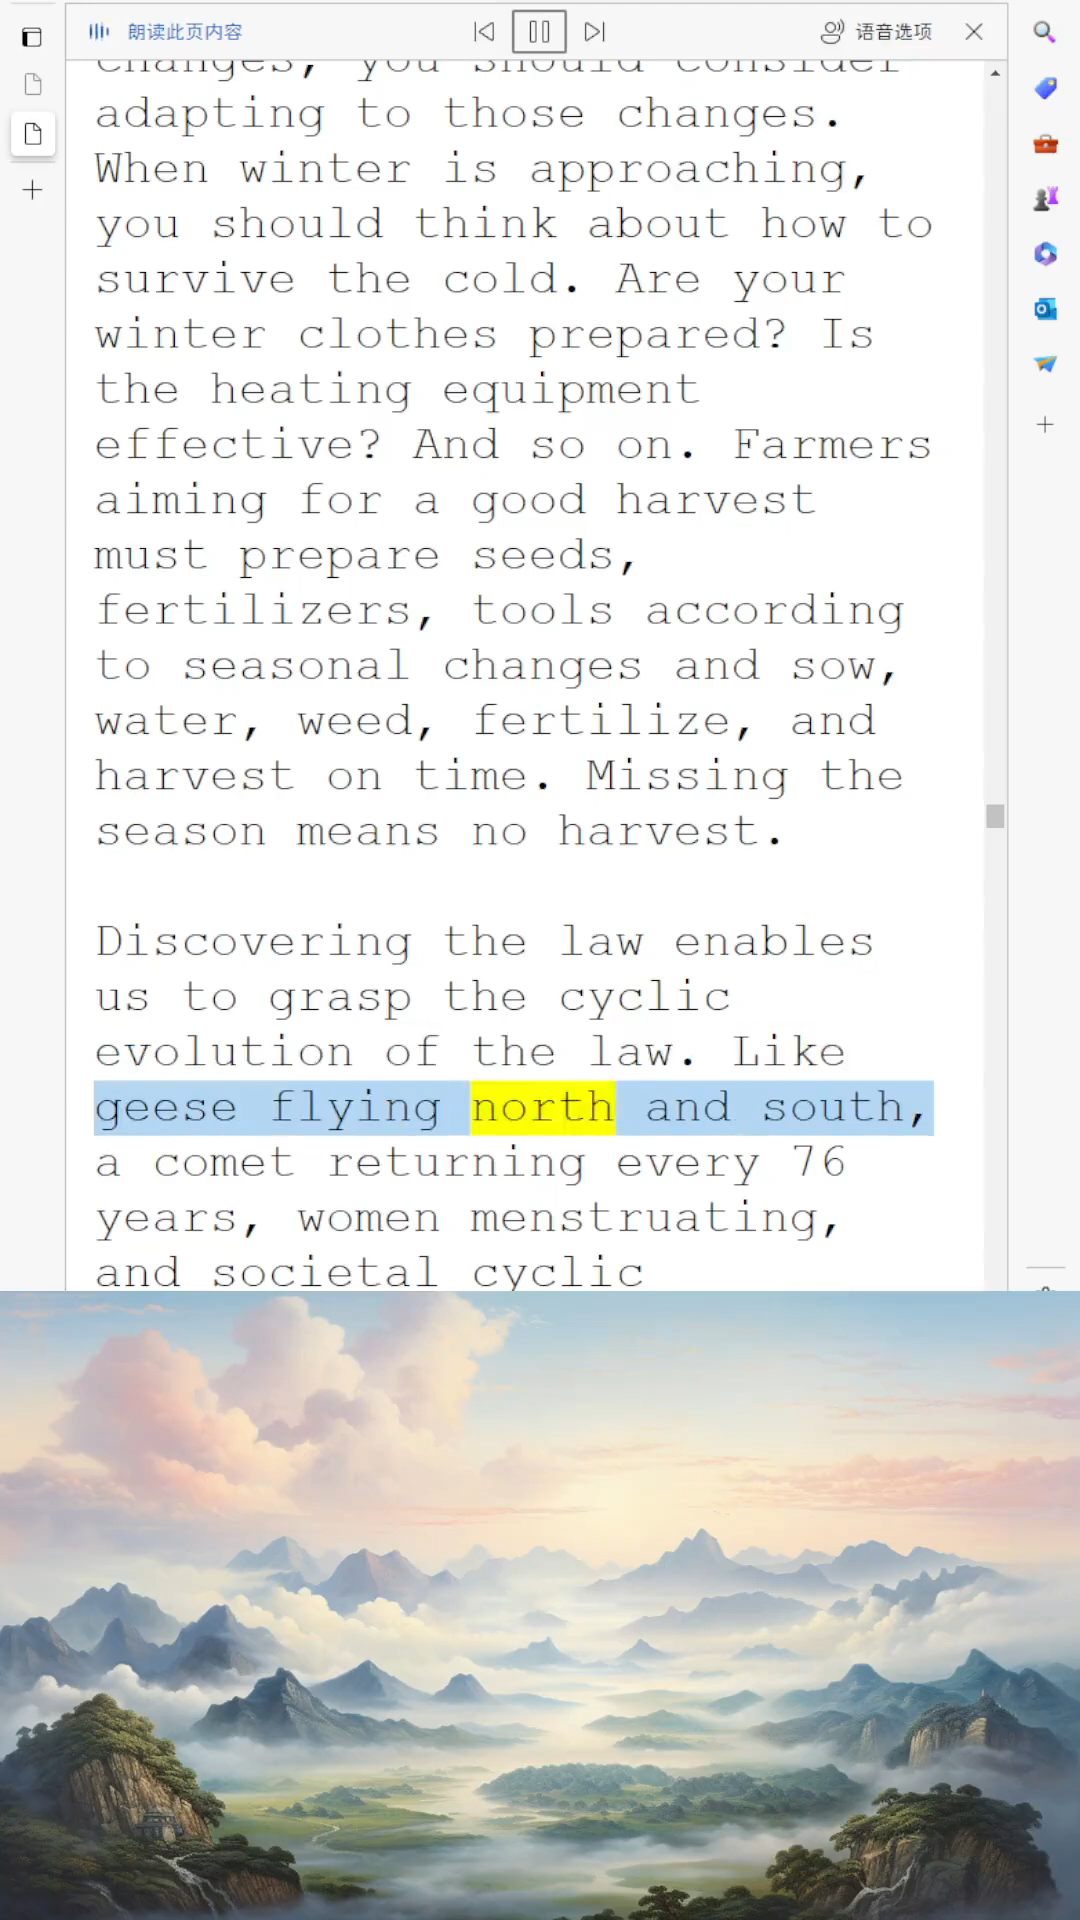 朗读此页内容
语音选项
changes, you should consider
adapting to those changes.
When winter is approaching,
you should think about how to
survive the cold. Are your
winter clothes prepared? Is
the heating equipment
effective? And so on. Farmers
aiming for a good harvest
must prepare seeds,
fertilizers, tools according
to seasonal changes and sow,
water, weed, fertilize, and
harvest on time. Missing the
season means no harvest.
Discovering the law enables
us to grasp the cyclic
evolution of the law. Like
geese flying north and south,
a comet returning every 76
years, women menstruating,
and societal cyclic